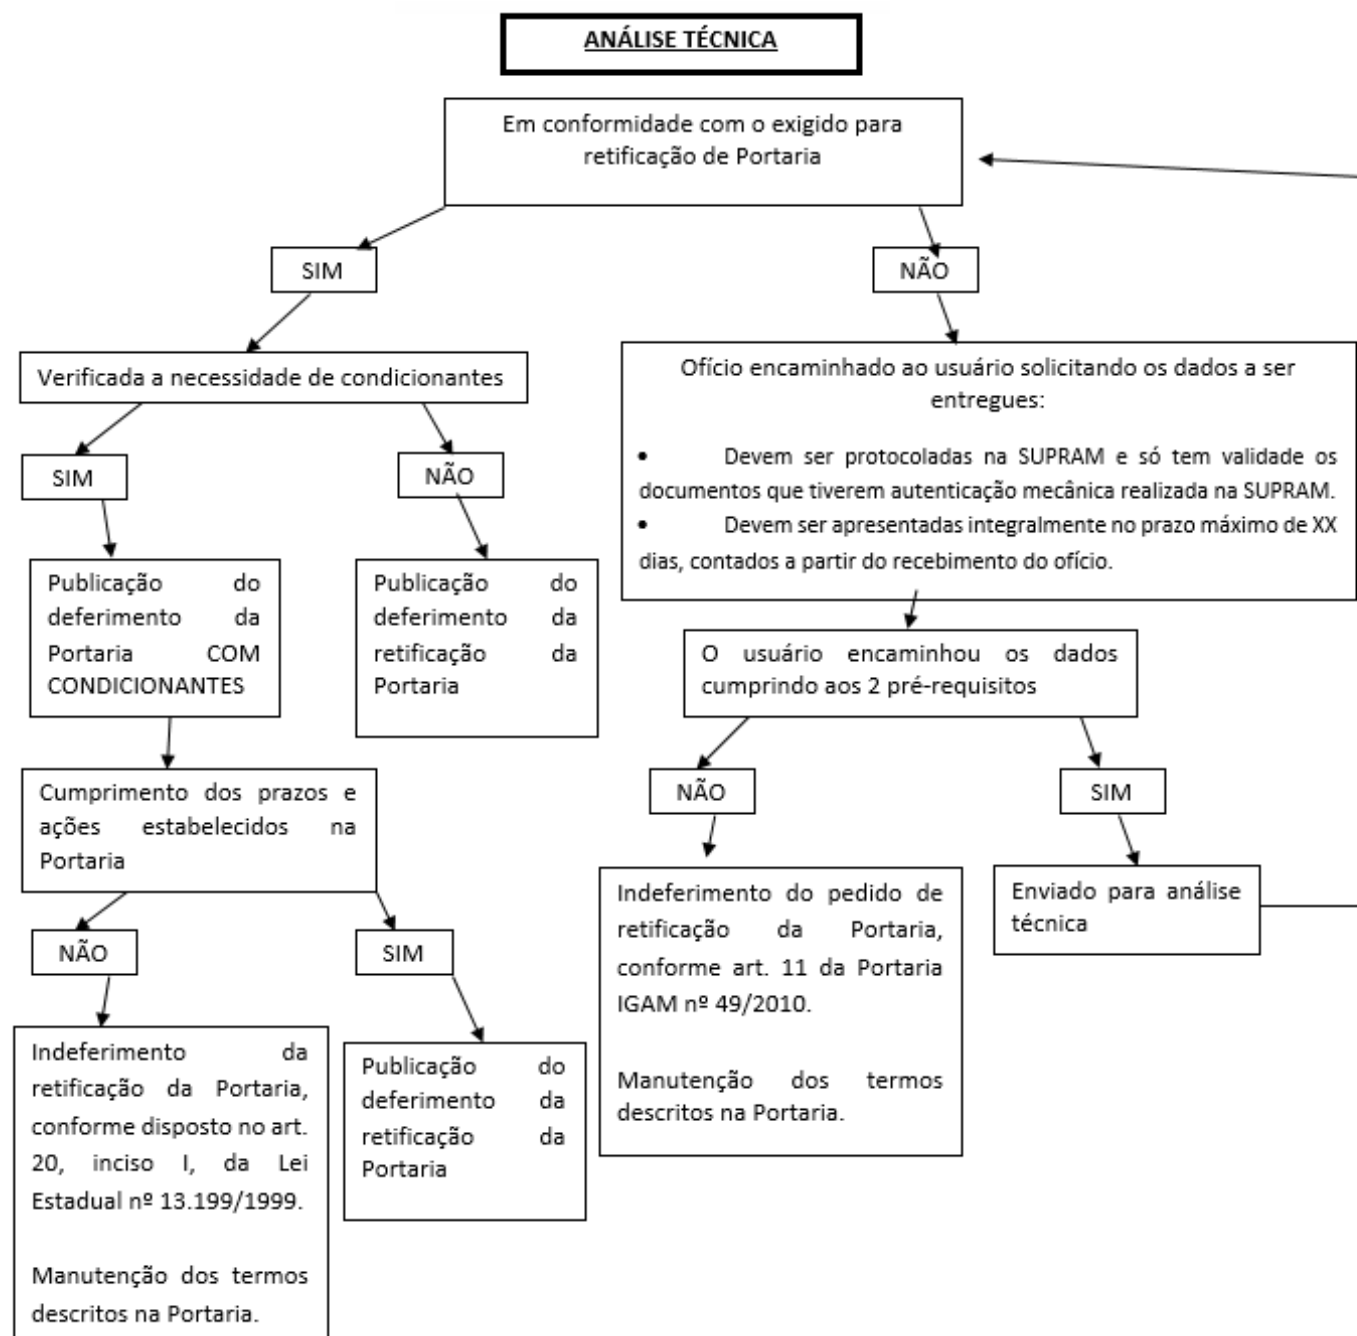 ANÁLISE TÉCNICA
Em conformidade com o exigido para
retificação de Portaria
SIM
NÃO
Verificada a necessidade de condicionantes
SIM
NÃO
Publicação do
deferimento da
Portaria COM
CONDICIONANTES
Publicação do
deferimento da
retificação da
Portaria
Cumprimento dos prazos e
ações estabelecidos na
Portaria
NÃO
SIM
Indeferimento da
retificação da Portaria,
conforme disposto no art.
20, inciso I, da Lei
Estadual nº 13.199/1999.
Manutenção dos termos
descritos na Portaria.
Publicação do
deferimento da
retificação da
Portaria
Ofício encaminhado ao usuário solicitando os dados a ser
entregues:
• Devem ser protocoladas na SUPRAM e só tem validade os
documentos que tiverem autenticação mecânica realizada na SUPRAM.
• Devem ser apresentadas integralmente no prazo máximo de XX
dias, contados a partir do recebimento do ofício.
O usuário encaminhou os dados
cumprindo aos 2 pré-requisitos
NÃO
SIM
Indeferimento do pedido de
retificação da Portaria,
conforme art. 11 da Portaria
IGAM nº 49/2010.
Manutenção dos termos
descritos na Portaria.
Enviado para análise
técnica